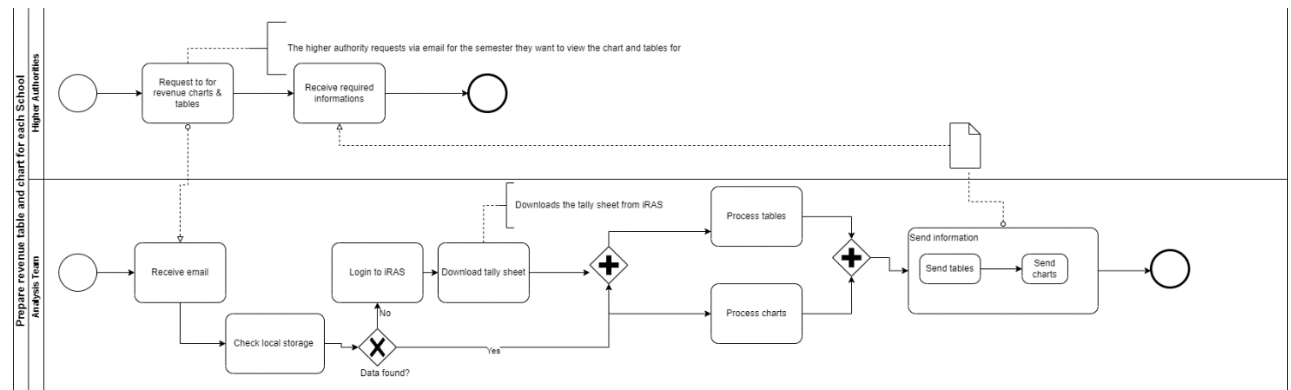 Prepare revenue table and chart for each School
Higher Authorities
The higher authority requests via email for the semester they want to view the chart and tables for
Request to for
revenue charts &
tables
Receive required
informations
Analysis Team
Downloads the tally sheet from iRAS
Process tables
Receive email
Login to iRAS
Download tally sheet
Send information
Send tables
Send
charts
No
Process charts
Check local storage
Yes
Data found?